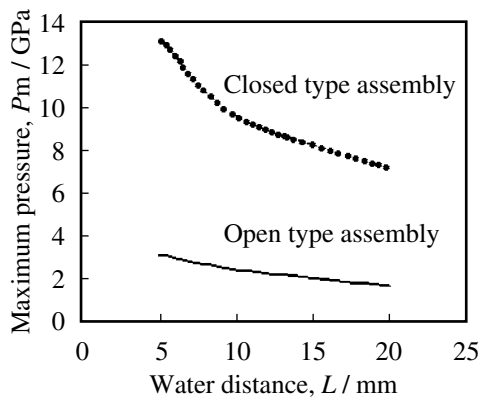 Maximum pressure, Pm / GPa
14
12
10
8
6
4
2
0
Closed type assembly
Open type assembly
0 5 10 15 20 25
Water distance, L / mm